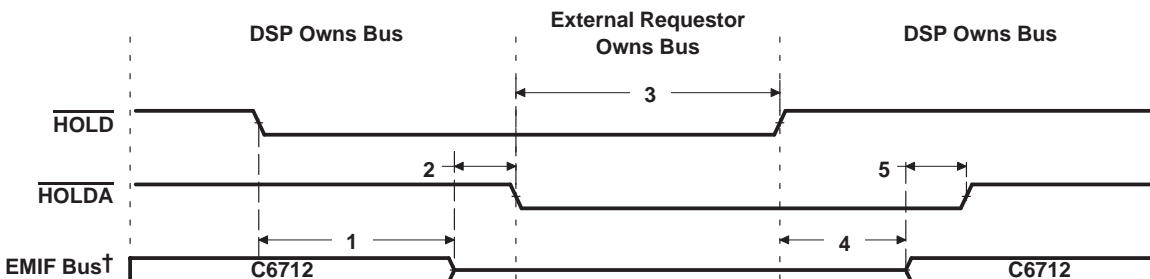 DSP Owns Bus
External Requestor
Owns Bus
DSP Owns Bus
3
HOLD
2
5
HOLDA
1
4
EMIF Bus†
C6712
C6712